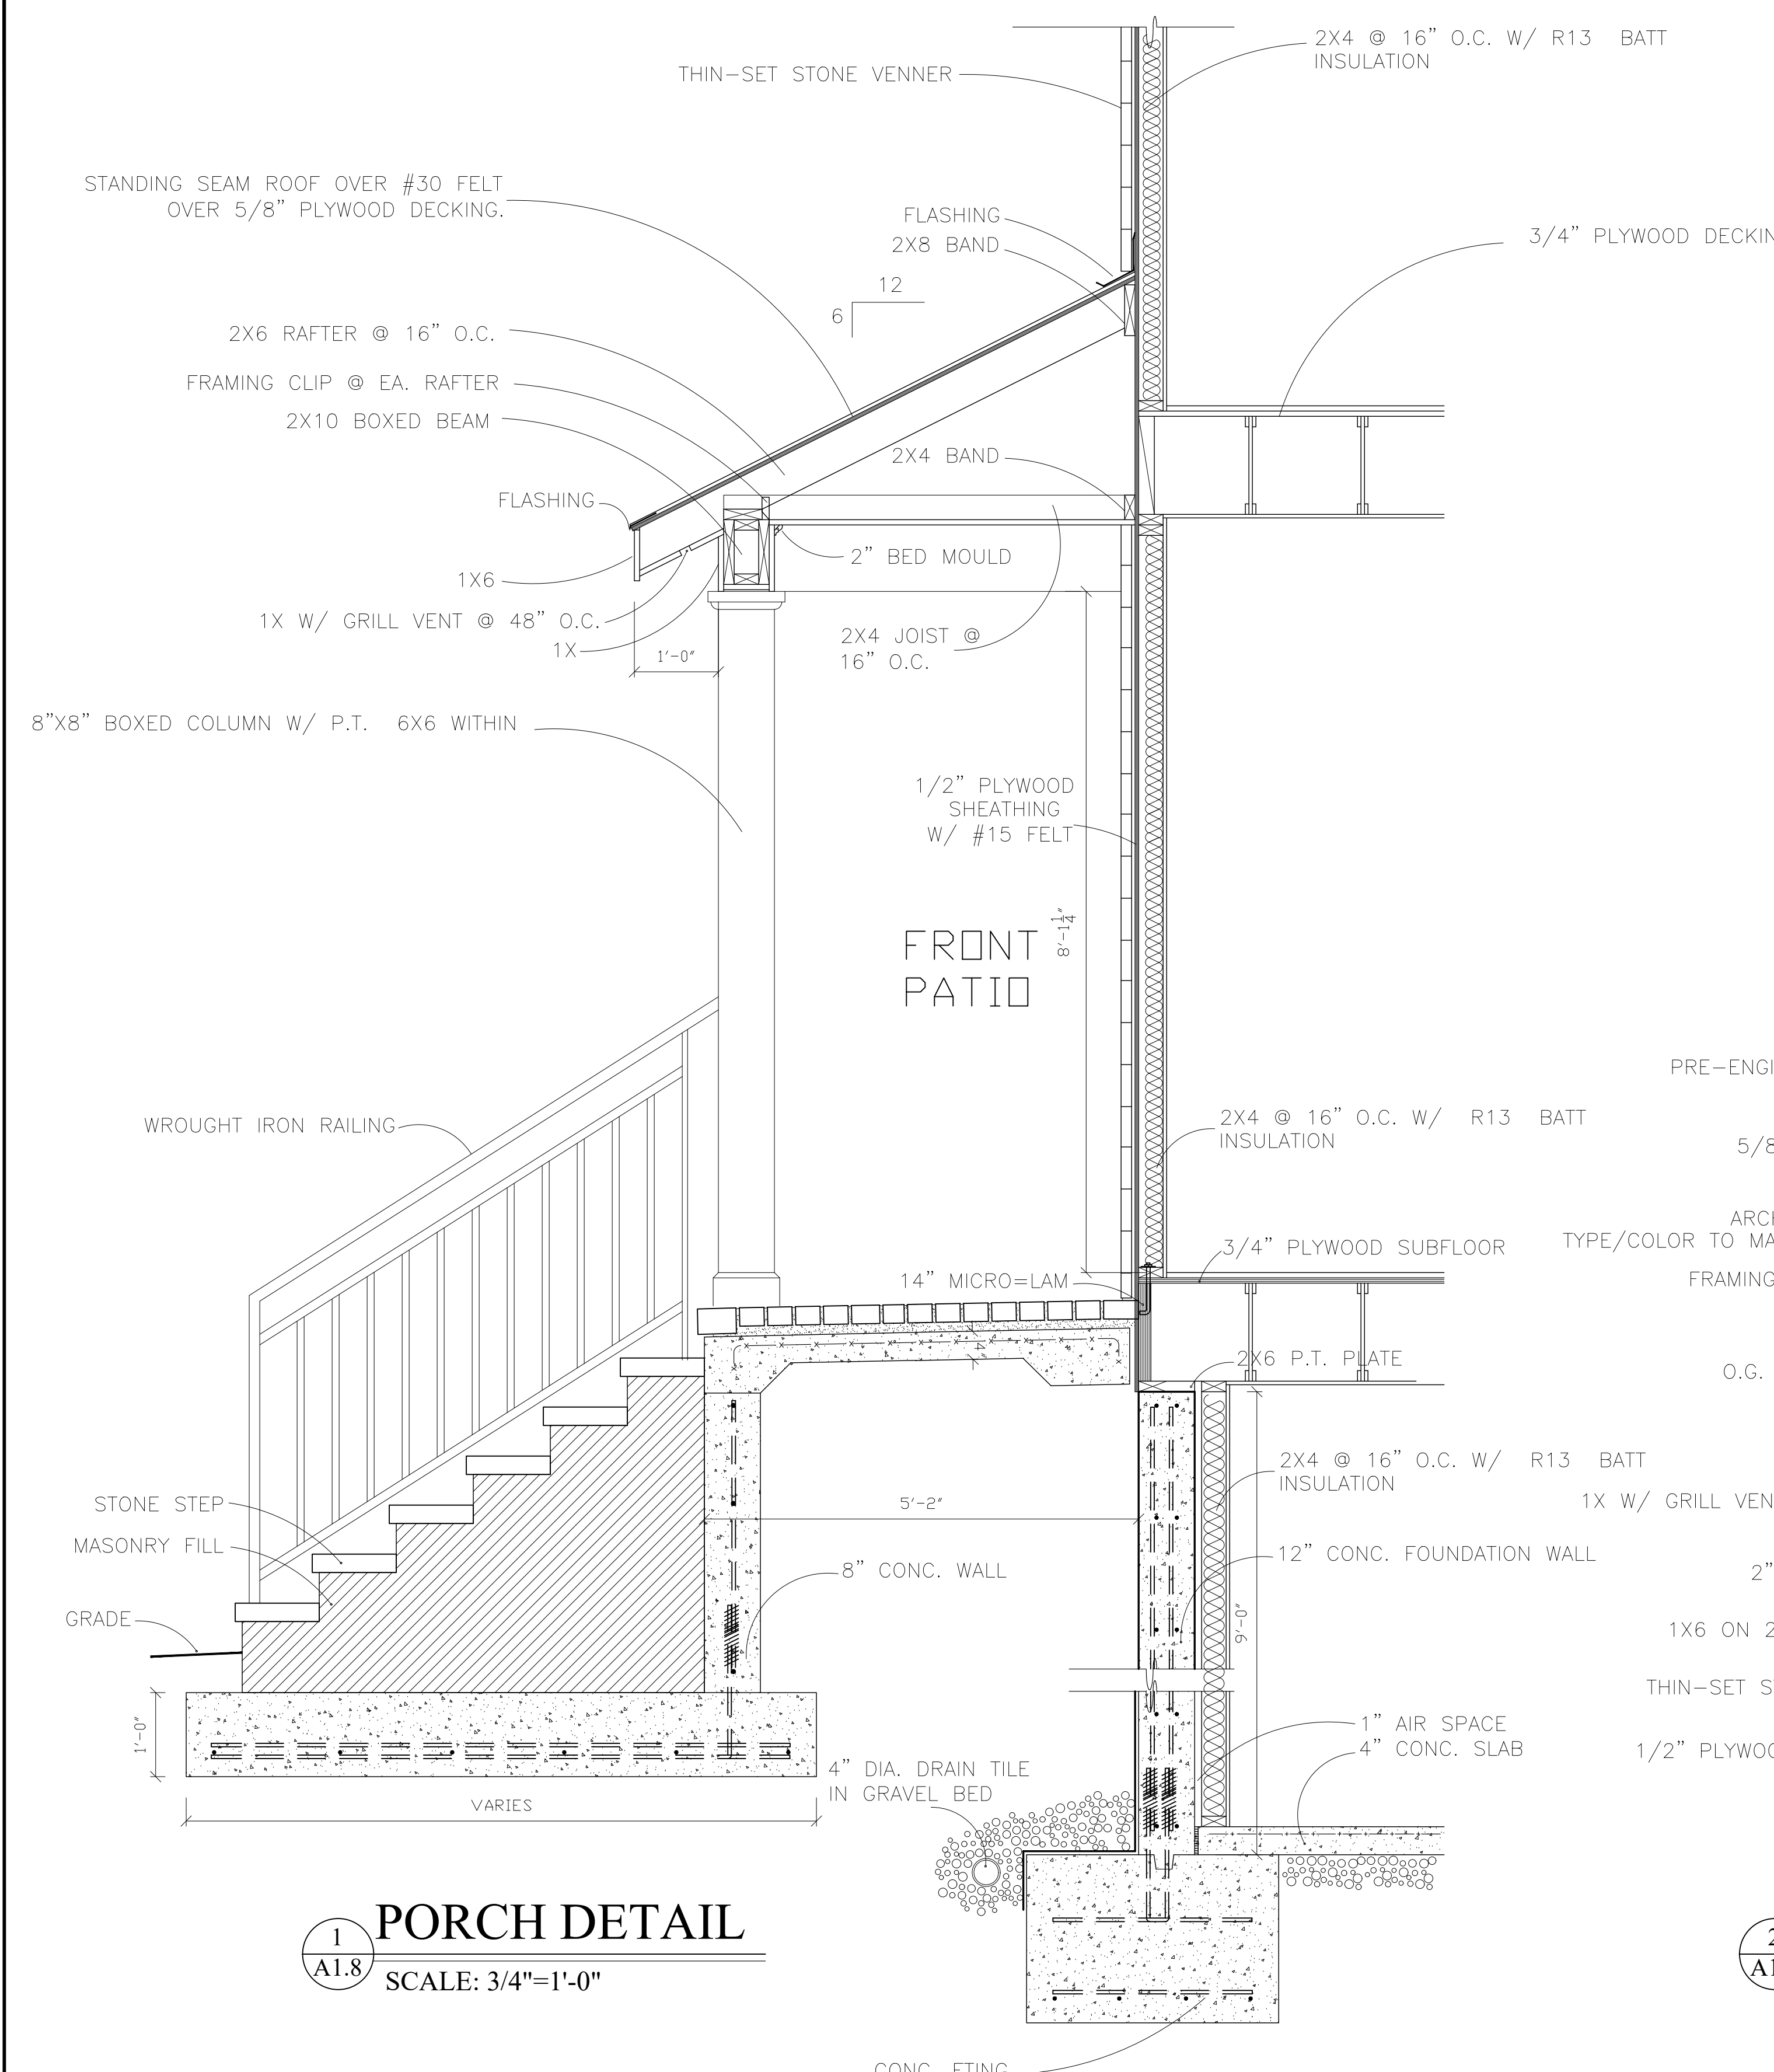 2X4 @ 16" O.C. W/ R13 BATT
INSULATION
THIN-SET STONE VENNER
STANDING SEAM ROOF OVER #30 FELT
OVER 5/8" PLYWOOD DECKING.
FLASHING
2X8 BAND
3/4" PLYWOOD DECKIN
12
6
2X6 RAFTER @ 16" O.C.
FRAMING CLIP @ EA. RAFTER
2X10 BOXED BEAM
2X4 BAND
FLASHING
2" BED MOULD
1X6
1X W/ GRILL VENT @ 48" O.C.
1X
1'-0"
2X4 JOIST @
16" O.C.
8"X8" BOXED COLUMN W/ P.T. 6X6 WITHIN
1/2" PLYWOOD
SHEATHING
W/ #15 FELT
8'-1 1/4"
FRONT
PATIO
PRE-ENGI
WROUGHT IRON RAILING
2X4 @ 16" O.C. W/ R13 BATT
INSULATION
5/8
ARCH
TYPE/COLOR TO MA
3/4" PLYWOOD SUBFLOOR
14" MICRO=LAM
FRAMING
4"
2X6 P.T. PLATE
O.G.
2X4 @ 16" O.C. W/ R13 BATT
INSULATION
STONE STEP
5'-2"
1X W/ GRILL VEN
MASONRY FILL
12" CONC. FOUNDATION WALL
8" CONC. WALL
2"
GRADE
9'-0"
1X6 ON 2
THIN-SET S
1'-0"
1" AIR SPACE
4" CONC. SLAB
1/2" PLYWOO
4" DIA. DRAIN TILE
IN GRAVEL BED
VARIES
1
A1.8
PORCH DETAIL
SCALE: 3/4"=1'-0"
2
A1
CONC. FTING